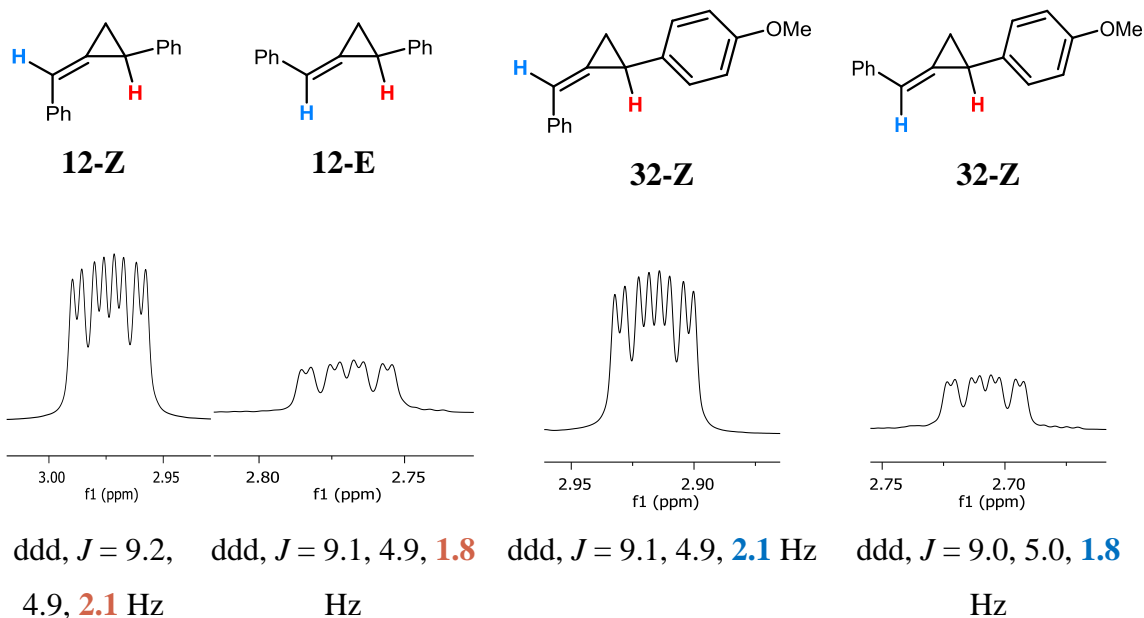 H
Ph
H
Ph
12-Z
Ph
Ph
H
H
12-E
OMe
H
H
Ph
32-Z
OMe
Ph
H
H
32-Z
3.00
2.95
f1 (ppm)
2.80
2.75
f1 (ppm)
2.95
2.90
f1 (ppm)
2.75
2.70
f1 (ppm)
ddd, J = 9.2,
4.9, 2.1 Hz
ddd, J = 9.1, 4.9, 1.8
Hz
ddd, J = 9.1, 4.9, 2.1 Hz
ddd, J = 9.0, 5.0, 1.8
Hz